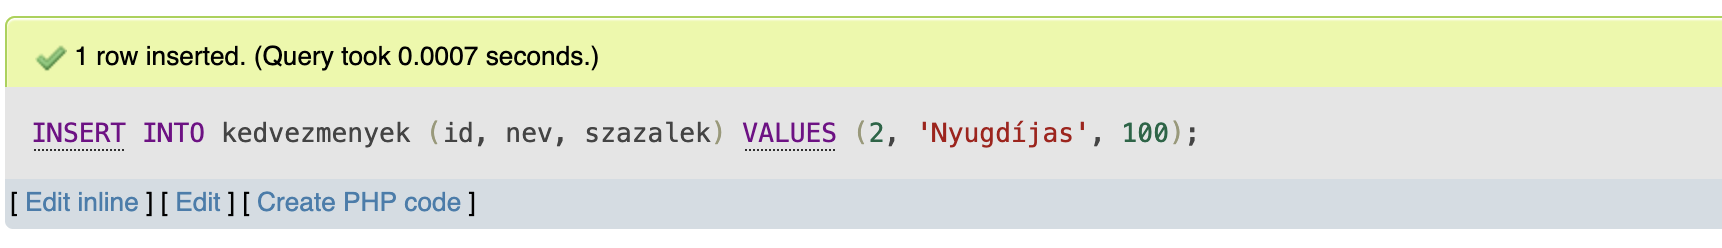 1 row inserted. (Query took 0.0007 seconds.)
INSERT INTO kedvezmenyek (id, nev, szazalek) VALUES (2, 'Nyugdíjas', 100);
[ Edit inline ] [ Edit ] [ Create PHP code ]